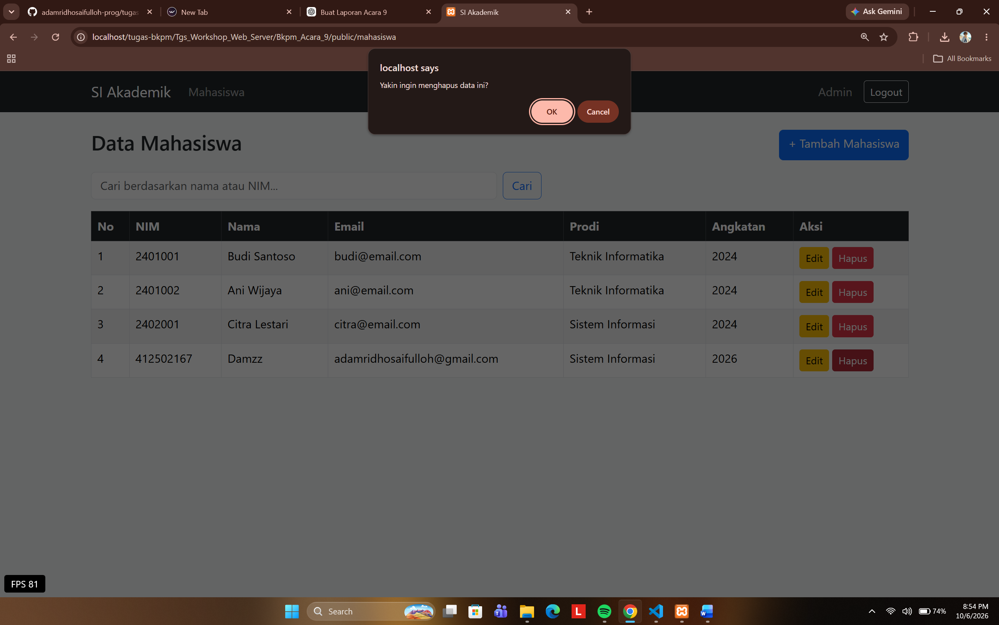 adamridhosaifulloh-prog/tugas
New Tab
Buat Laporan Acara 9
SI Akademik
Ask Gemini
localhost/tugas-bkpm/Tgs_Workshop_Web_Server/Bkpm_Acara_9/public/mahasiswa
All Bookmarks
localhost says
Yakin ingin menghapus data ini?
OK Cancel
SI Akademik Mahasiswa Admin Logout
Data Mahasiswa + Tambah Mahasiswa
Cari berdasarkan nama atau NIM... Cari
No NIM Nama Email Prodi Angkatan Aksi
1 2401001 Budi Santoso budi@email.com Teknik Informatika 2024 Edit Hapus
2 2401002 Ani Wijaya ani@email.com Teknik Informatika 2024 Edit Hapus
3 2402001 Citra Lestari citra@email.com Sistem Informasi 2024 Edit Hapus
4 412502167 Damzz adamridhosaifulloh@gmail.com Sistem Informasi 2026 Edit Hapus
FPS 81
Search
74%
8:54 PM
10/6/2026